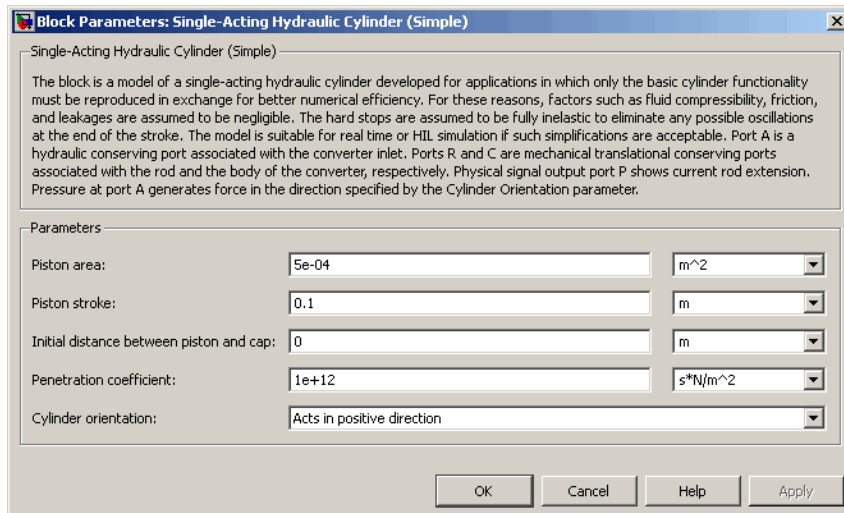 Block Parameters: Single-Acting Hydraulic Cylinder (Simple)
Single-Acting Hydraulic Cylinder (Simple)
The block is a model of a single-acting hydraulic cylinder developed for applications in which only the basic cylinder functionality
must be reproduced in exchange for better numerical efficiency. For these reasons, factors such as fluid compressibility, friction,
and leakages are assumed to be negligible. The hard stops are assumed to be fully inelastic to eliminate any possible oscillations
at the end of the stroke. The model is suitable for real time or HIL simulation if such simplifications are acceptable. Port A is a
hydraulic conserving port associated with the converter inlet. Ports R and C are mechanical translational conserving ports
associated with the rod and the body of the converter, respectively. Physical signal output port P shows current rod extension.
Pressure at port A generates force in the direction specified by the Cylinder Orientation parameter.
Parameters
Piston area: 5e-04 m^2
Piston stroke: 0.1 m
Initial distance between piston and cap: 0 m
Penetration coefficient: 1e+12 s*N/m^2
Cylinder orientation: Acts in positive direction
OK Cancel Help Apply